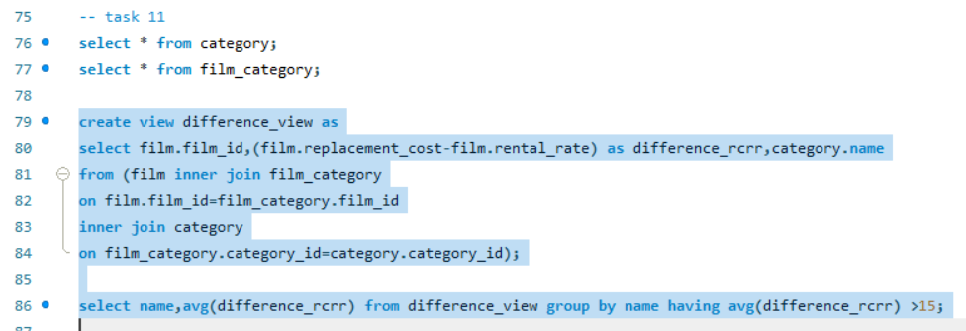 75 -- task 11
76 select * from category;
77 select * from film_category;
78
79 create view difference_view as
80 select film.film_id,(film.replacement_cost-film.rental_rate) as difference_rcrr,category.name
81 from (film inner join film_category
82 on film.film_id=film_category.film_id
83 inner join category
84 on film_category.category_id=category.category_id);
85
86 select name,avg(difference_rcrr) from difference_view group by name having avg(difference_rcrr) >15;
87